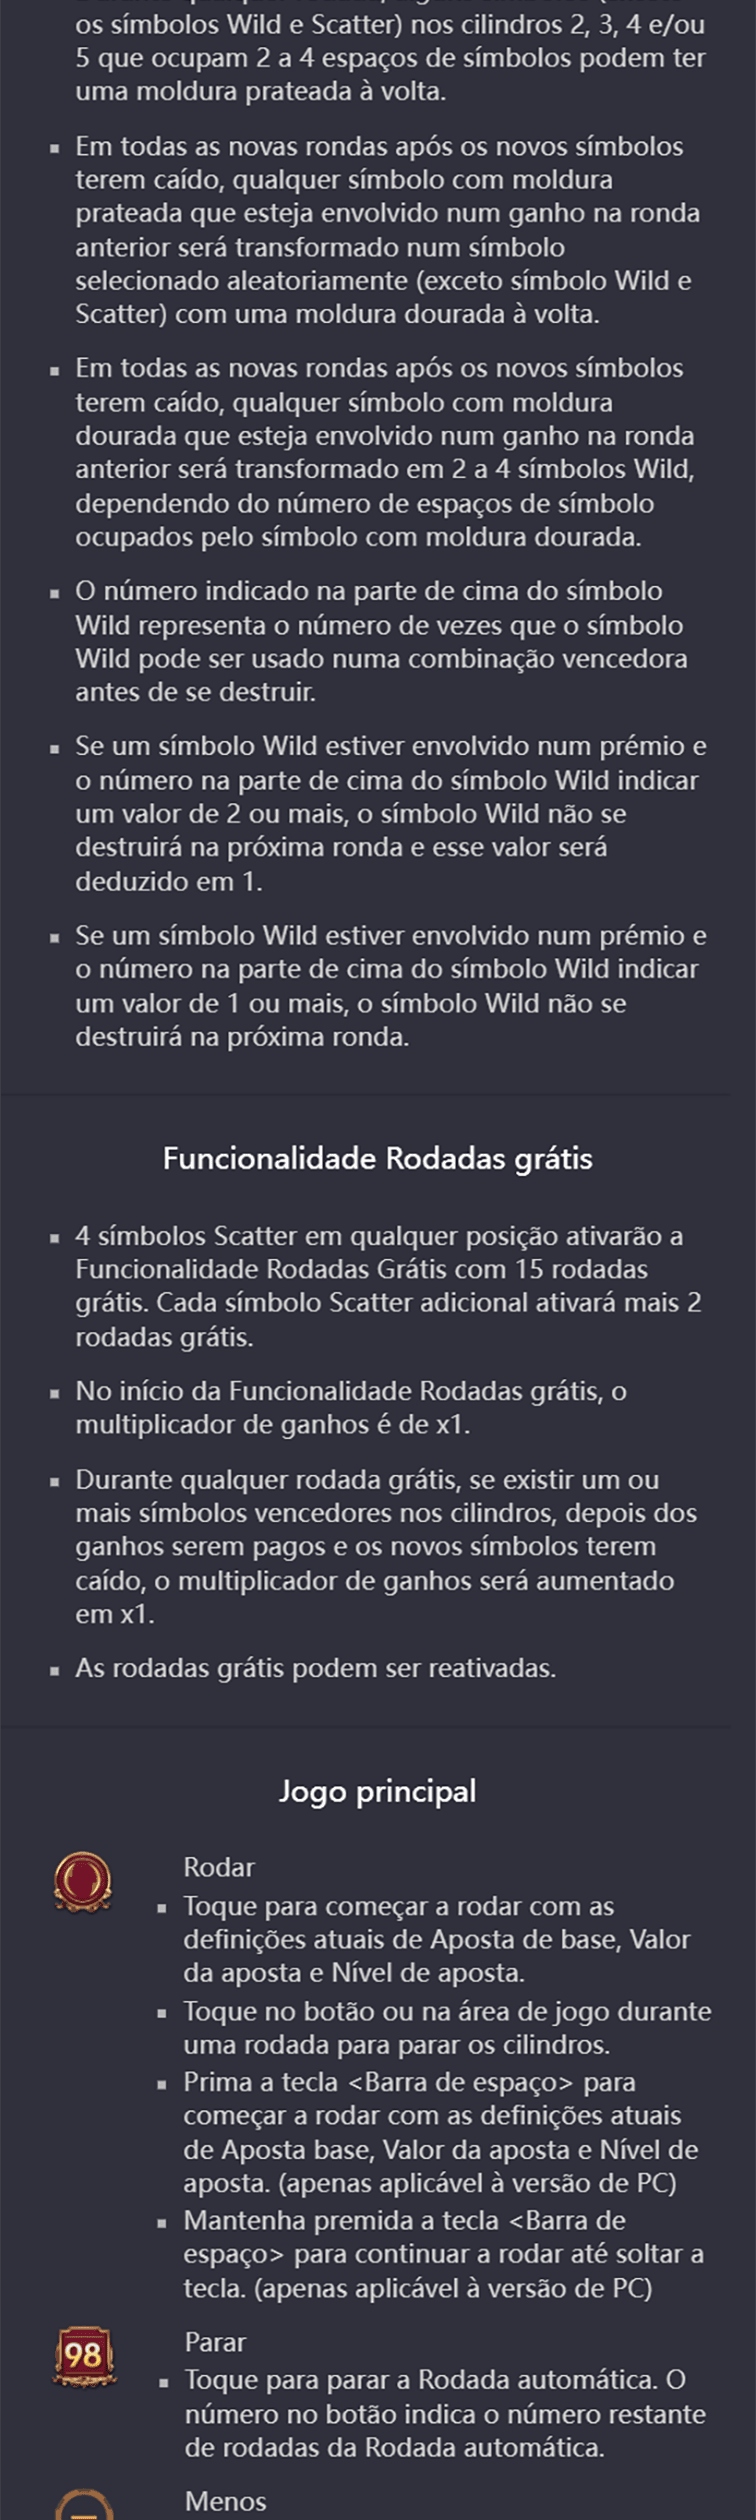 os símbolos Wild e Scatter) nos cilindros 2, 3, 4 e/ou
5 que ocupam 2 a 4 espaços de símbolos podem ter
uma moldura prateada à volta.
▪ Em todas as novas rondas após os novos símbolos
terem caído, qualquer símbolo com moldura
prateada que esteja envolvido num ganho na ronda
anterior será transformado num símbolo
selecionado aleatoriamente (exceto símbolo Wild e
Scatter) com uma moldura dourada à volta.
▪ Em todas as novas rondas após os novos símbolos
terem caído, qualquer símbolo com moldura
dourada que esteja envolvido num ganho na ronda
anterior será transformado em 2 a 4 símbolos Wild,
dependendo do número de espaços de símbolo
ocupados pelo símbolo com moldura dourada.
▪ O número indicado na parte de cima do símbolo
Wild representa o número de vezes que o símbolo
Wild pode ser usado numa combinação vencedora
antes de se destruir.
▪ Se um símbolo Wild estiver envolvido num prémio e
o número na parte de cima do símbolo Wild indicar
um valor de 2 ou mais, o símbolo Wild não se
destruirá na próxima ronda e esse valor será
deduzido em 1.
▪ Se um símbolo Wild estiver envolvido num prémio e
o número na parte de cima do símbolo Wild indicar
um valor de 1 ou mais, o símbolo Wild não se
destruirá na próxima ronda.
Funcionalidade Rodadas grátis
▪ 4 símbolos Scatter em qualquer posição ativarão a
Funcionalidade Rodadas Grátis com 15 rodadas
grátis. Cada símbolo Scatter adicional ativará mais 2
rodadas grátis.
▪ No início da Funcionalidade Rodadas grátis, o
multiplicador de ganhos é de x1.
▪ Durante qualquer rodada grátis, se existir um ou
mais símbolos vencedores nos cilindros, depois dos
ganhos serem pagos e os novos símbolos terem
caído, o multiplicador de ganhos será aumentado
em x1.
▪ As rodadas grátis podem ser reativadas.
Jogo principal
Rodar
▪ Toque para começar a rodar com as
definições atuais de Aposta de base, Valor
da aposta e Nível de aposta.
▪ Toque no botão ou na área de jogo durante
uma rodada para parar os cilindros.
▪ Prima a tecla <Barra de espaço> para
começar a rodar com as definições atuais
de Aposta base, Valor da aposta e Nível de
aposta. (apenas aplicável à versão de PC)
▪ Mantenha premida a tecla <Barra de
espaço> para continuar a rodar até soltar a
tecla. (apenas aplicável à versão de PC)
98
Parar
▪ Toque para parar a Rodada automática. O
número no botão indica o número restante
de rodadas da Rodada automática.
Menos